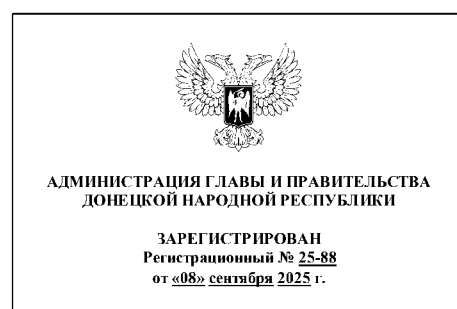 АДМИНИСТРАЦИЯ ГЛАВЫ И ПРАВИТЕЛЬСТВА
ДОНЕЦКОЙ НАРОДНОЙ РЕСПУБЛИКИ
ЗАРЕГИСТРИРОВАН
Регистрационный № 25-88
от «08» сентября 2025 г.